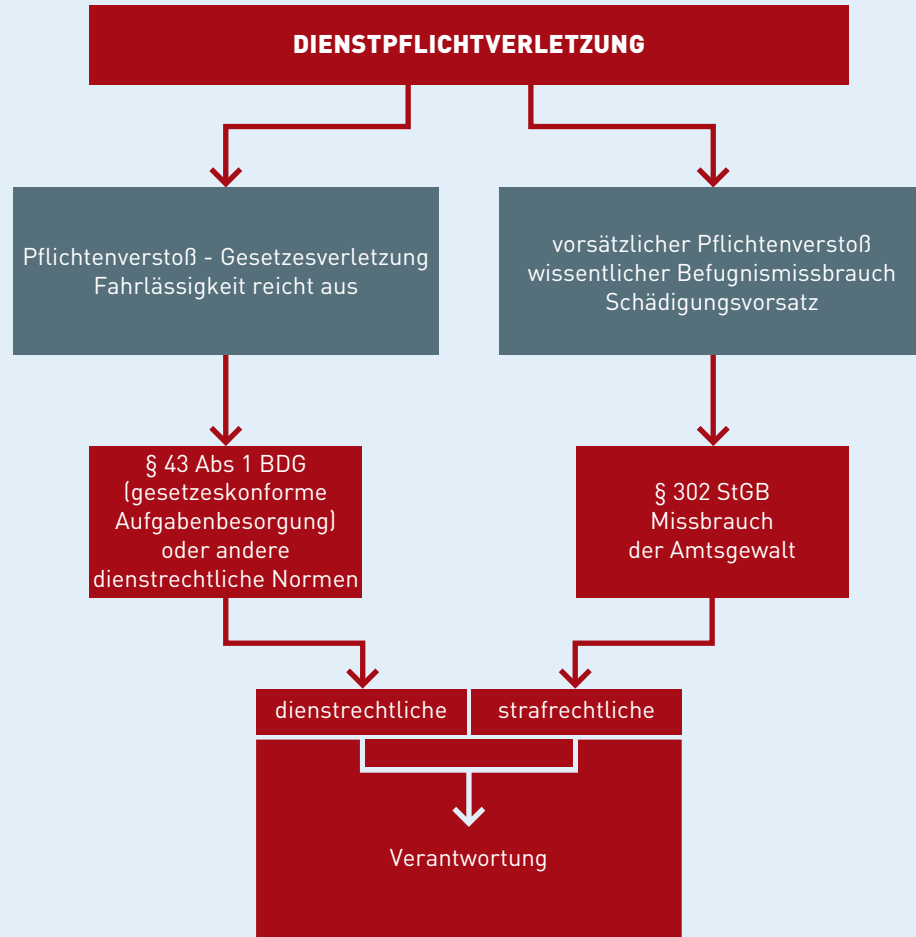 DIENSTPFLICHTVERLETZUNG
Pflichtenverstoß - Gesetzesverletzung
Fahrlässigkeit reicht aus
vorsätzlicher Pflichtenverstoß
wissentlicher Befugnismissbrauch
Schädigungsvorsatz
§ 43 Abs 1 BDG
(gesetzeskonforme
Aufgabenbesorgung)
oder andere
dienstrechtliche Normen
§ 302 StGB
Missbrauch
der Amtsgewalt
dienstrechtliche
strafrechtliche
Verantwortung